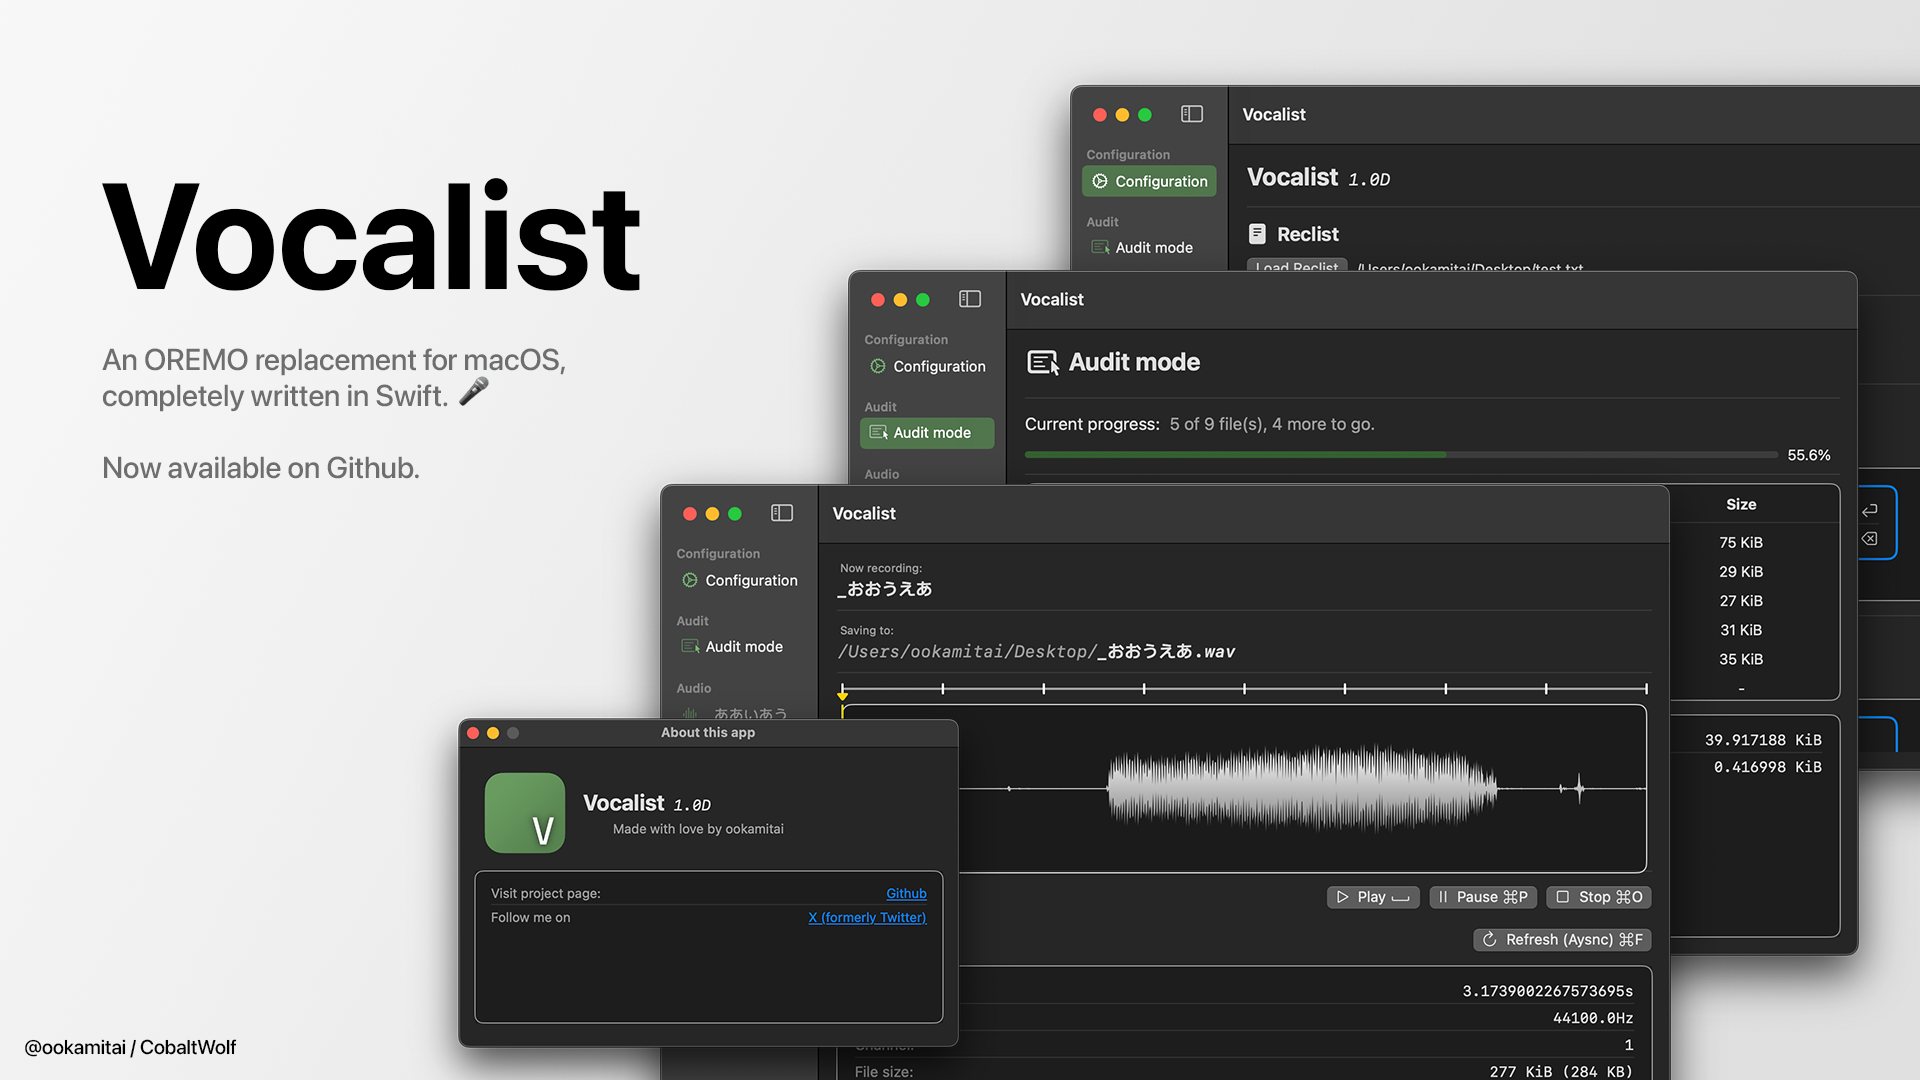 Vocalist
An OREMO replacement for macOS,
completely written in Swift. 🎤
Now available on Github.
@ookamitai / CobaltWolf
Vocalist
Configuration
Configuration
Audit
Audit mode
Vocalist 1.0D
Reclist
Load Reclist /Users/ookamitai/Desktop/test.txt
Vocalist
Configuration
Configuration
Audit
Audit mode
Audio
Audit mode
Current progress: 5 of 9 file(s), 4 more to go.
55.6%
Size
75 KiB
29 KiB
27 KiB
31 KiB
35 KiB
-
39.917188 KiB
0.416998 KiB
Vocalist
Configuration
Configuration
Audit
Audit mode
Audio
ああいあう
Now recording:
_おおうえあ
Saving to:
/Users/ookamitai/Desktop/_おおうえあ.wav
Play
Pause ⌘P
Stop ⌘O
Refresh (Aysnc) ⌘F
3.1739002267573695s
44100.0Hz
Channel: 1
File size: 277 KiB (284 KB)
About this app
V
Vocalist 1.0D
Made with love by ookamitai
Visit project page: Github
Follow me on X (formerly Twitter)